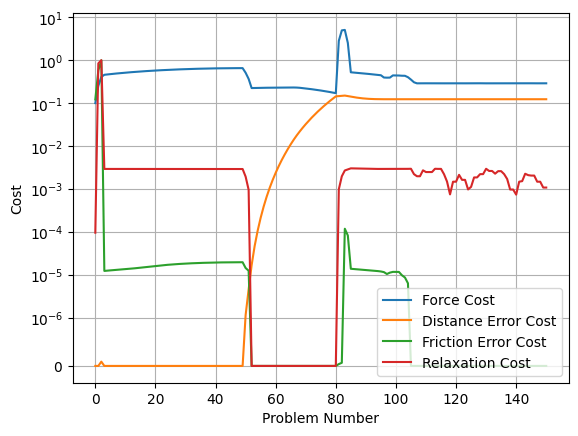 10¹
10⁰
10⁻¹
10⁻²
10⁻³
10⁻⁴
10⁻⁵
10⁻⁶
0
Cost
Force Cost
Distance Error Cost
Friction Error Cost
Relaxation Cost
0 20 40 60 80 100 120 140
Problem Number